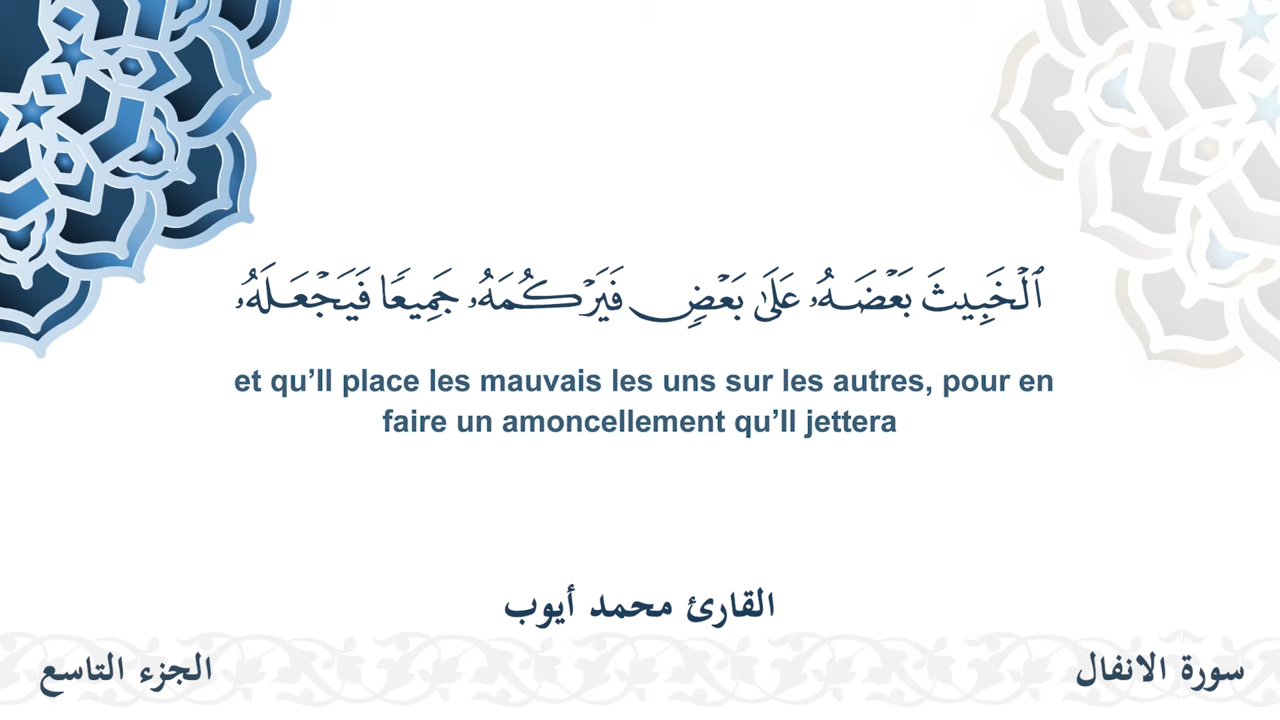 ٱلْخَبِيثَ بَعْضَهُۥ عَلَىٰ بَعْضٍ فَيَرْكُمَهُۥ جَمِيعًا فَيَجْعَلَهُۥ
et qu’Il place les mauvais les uns sur les autres, pour en
faire un amoncellement qu’Il jettera
القارئ محمد أيوب
سورة الانفال
الجزء التاسع